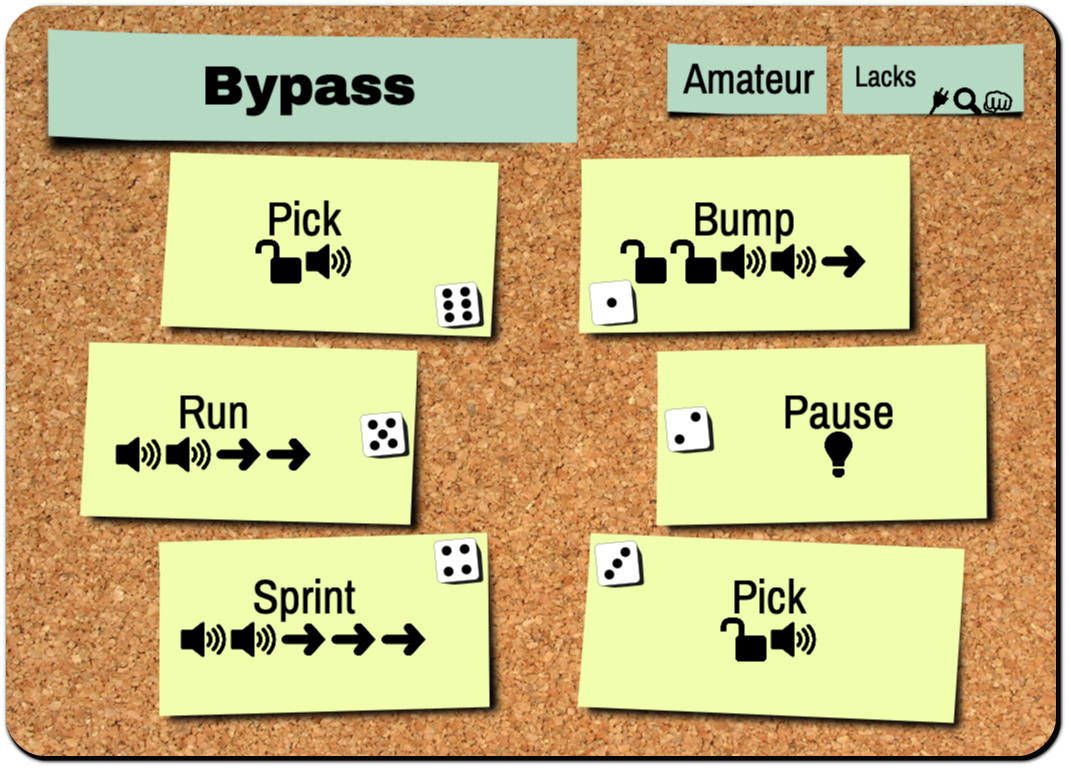 Bypass
Amateur
Lacks
Pick
Bump
Run
Pause
Sprint
Pick